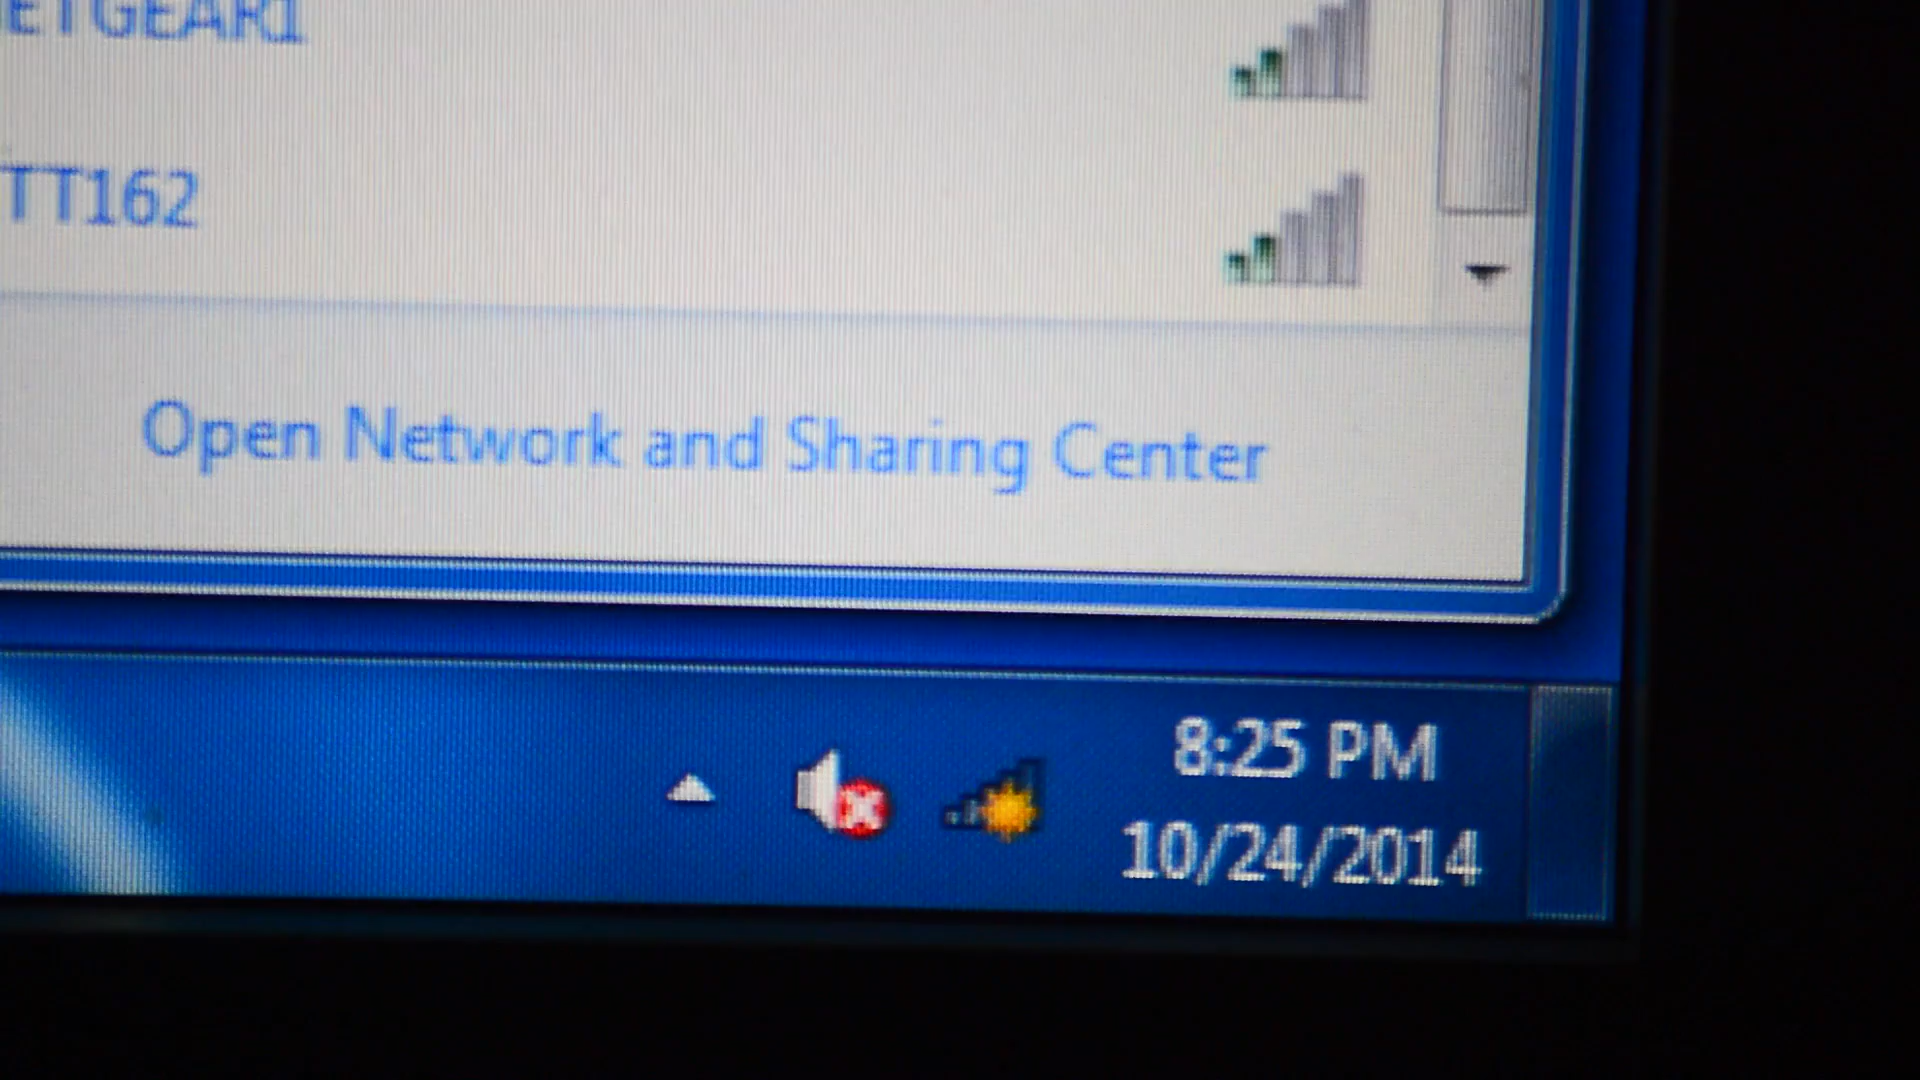 ETGEAR1
TT162
Open Network and Sharing Center
8:25 PM
10/24/2014